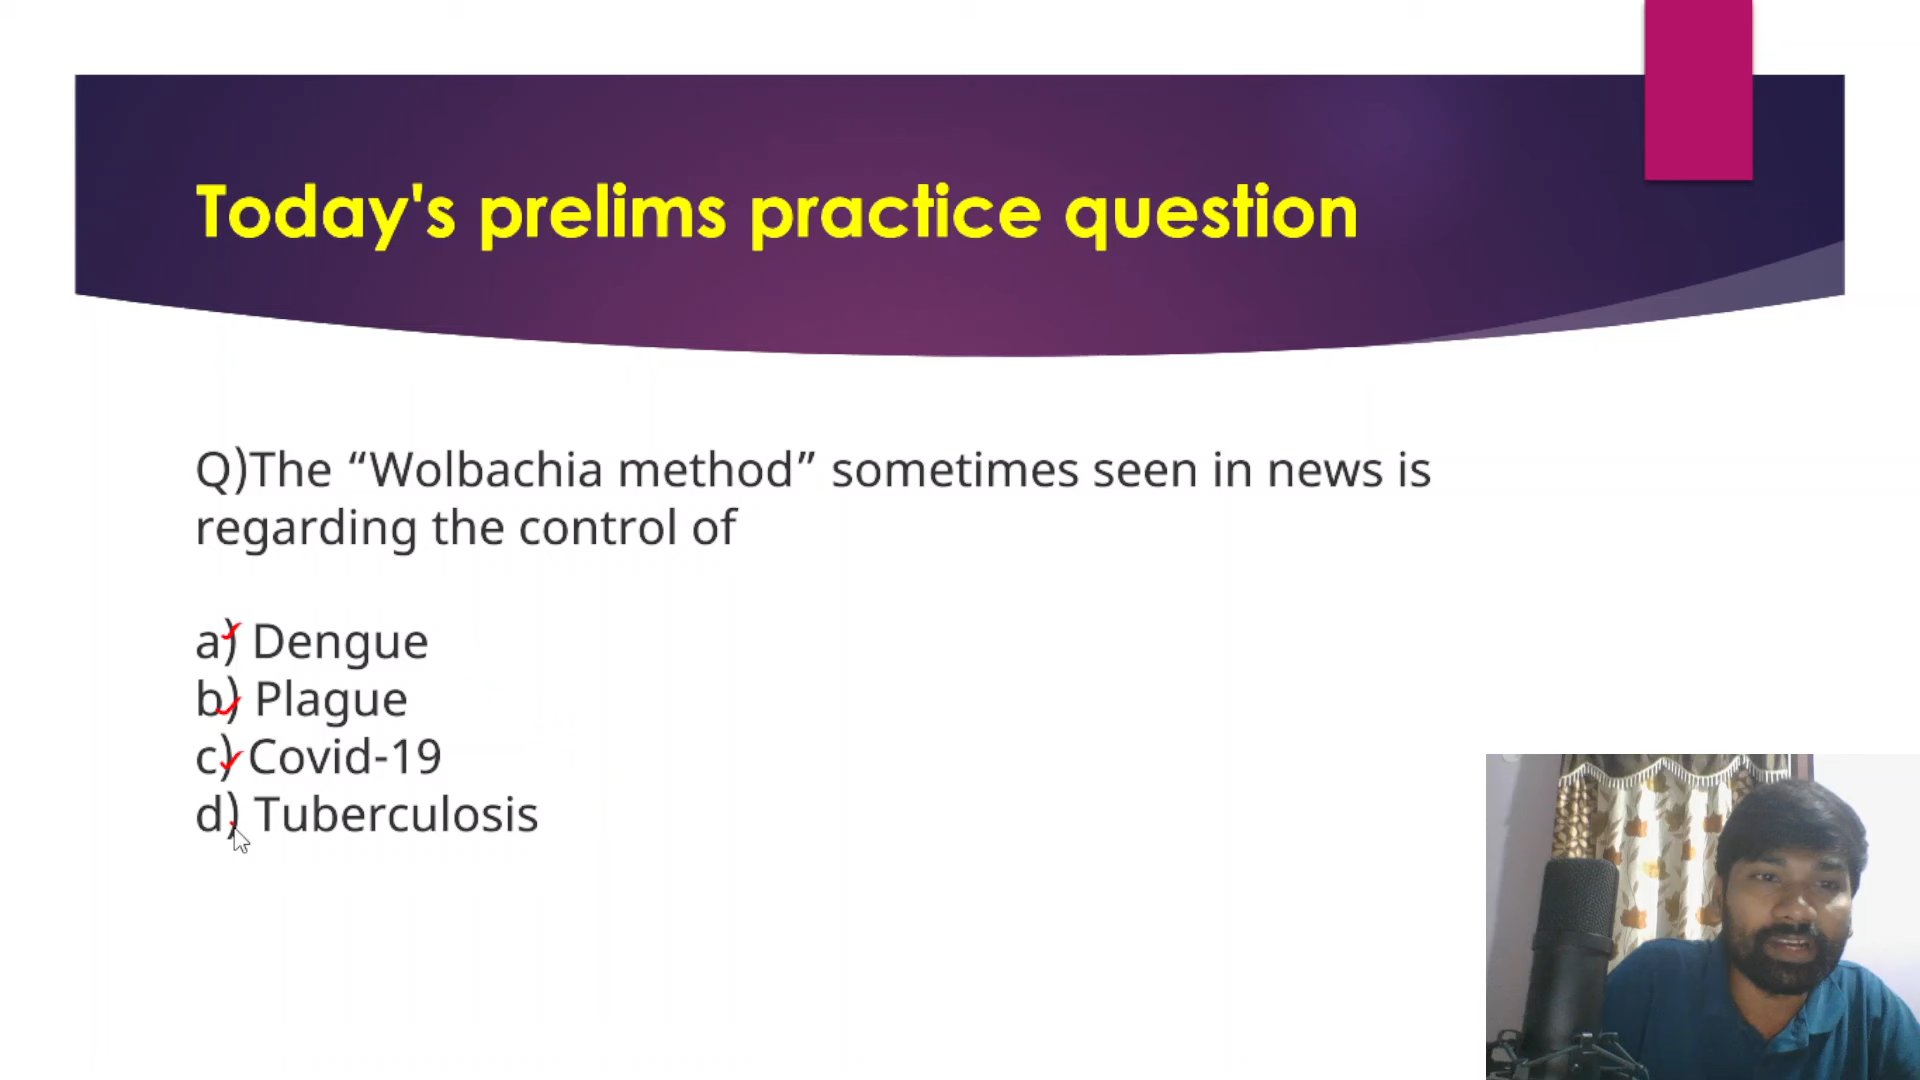 Today's prelims practice question
Q)The “Wolbachia method” sometimes seen in news is
regarding the control of
a) Dengue
b) Plague
c) Covid-19
d) Tuberculosis